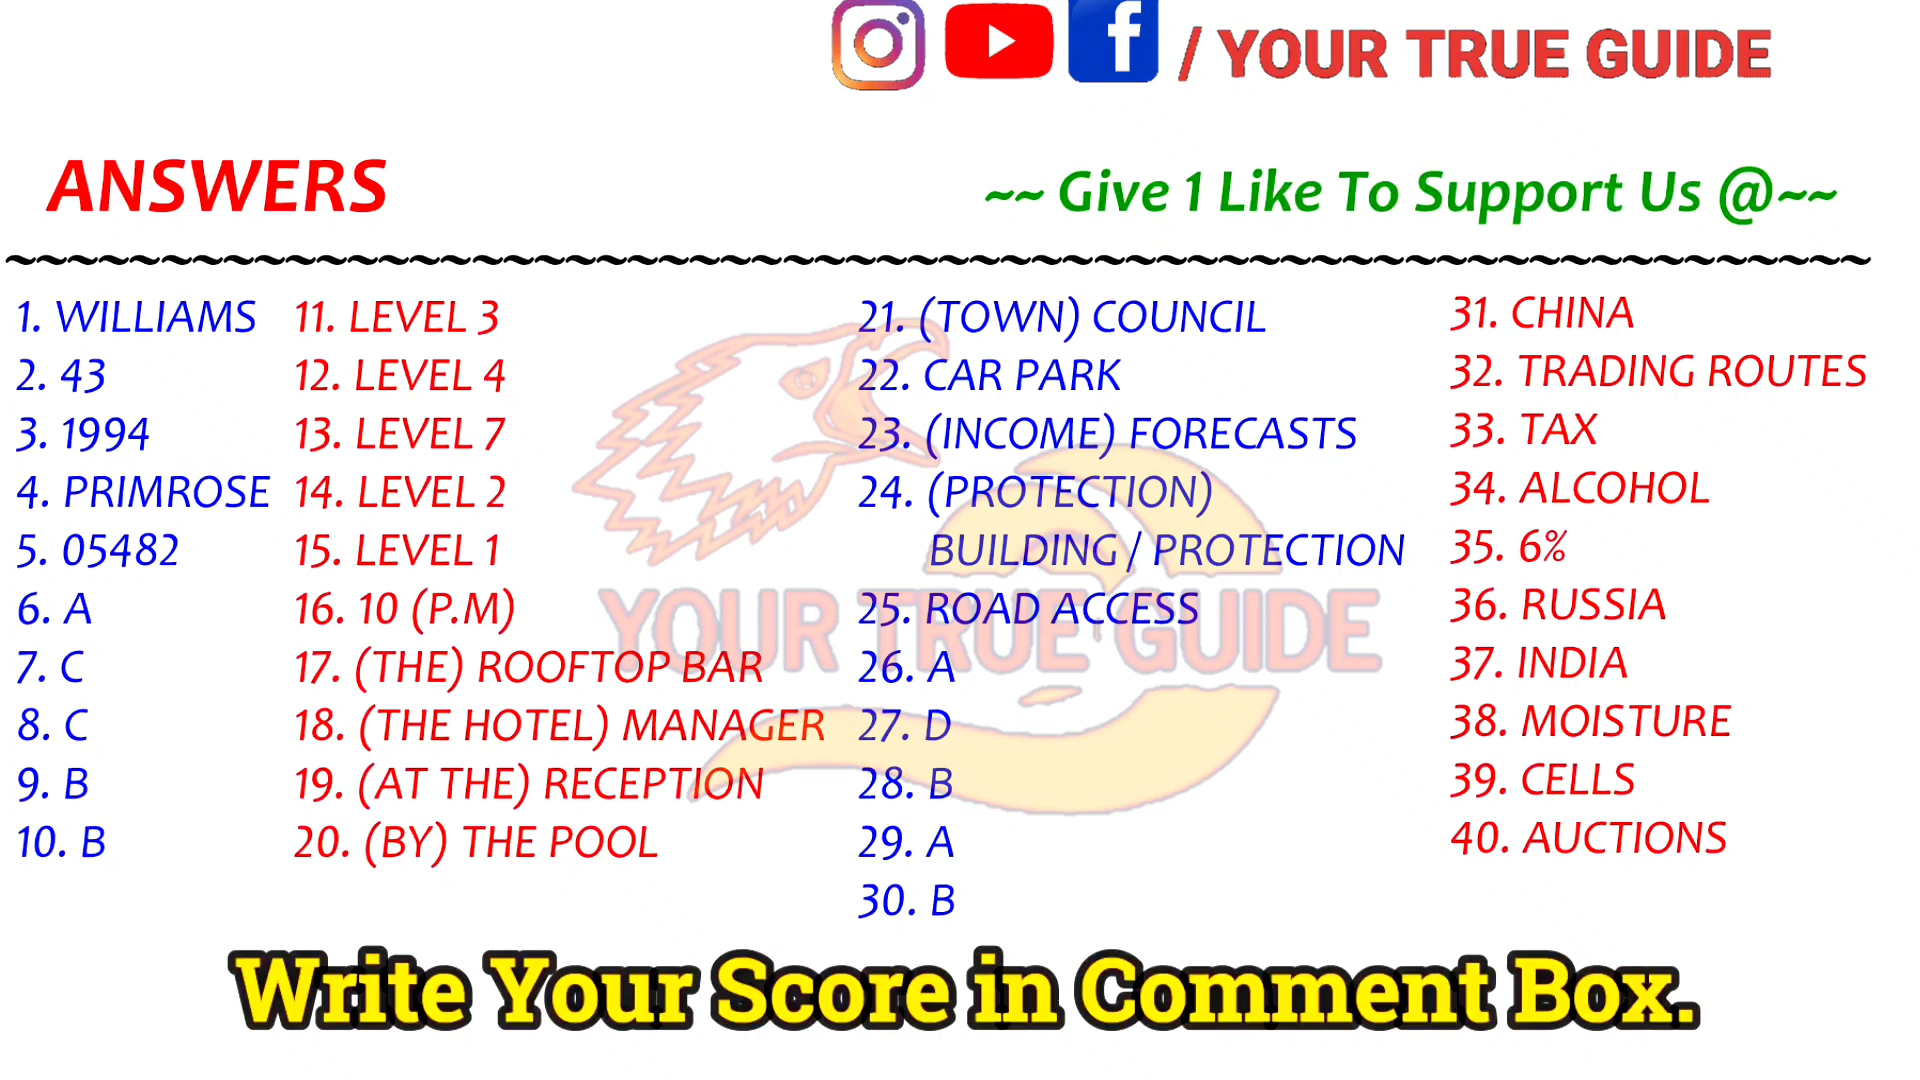 / YOUR TRUE GUIDE
ANSWERS
~~ Give 1 Like To Support Us @~~
~~~~~~~~~~~~~~~~~~~~~~~~~~~~~~~~~~~~~~~~~~~~~~~~~~~~~~~~~~~~
1. WILLIAMS
2. 43
3. 1994
4. PRIMROSE
5. 05482
6. A
7. C
8. C
9. B
10. B
11. LEVEL 3
12. LEVEL 4
13. LEVEL 7
14. LEVEL 2
15. LEVEL 1
16. 10 (P.M)
17. (THE) ROOFTOP BAR
18. (THE HOTEL) MANAGER
19. (AT THE) RECEPTION
20. (BY) THE POOL
21. (TOWN) COUNCIL
22. CAR PARK
23. (INCOME) FORECASTS
24. (PROTECTION)
BUILDING / PROTECTION
25. ROAD ACCESS
26. A
27. D
28. B
29. A
30. B
31. CHINA
32. TRADING ROUTES
33. TAX
34. ALCOHOL
35. 6%
36. RUSSIA
37. INDIA
38. MOISTURE
39. CELLS
40. AUCTIONS
YOUR TRUE GUIDE
Write Your Score in Comment Box.